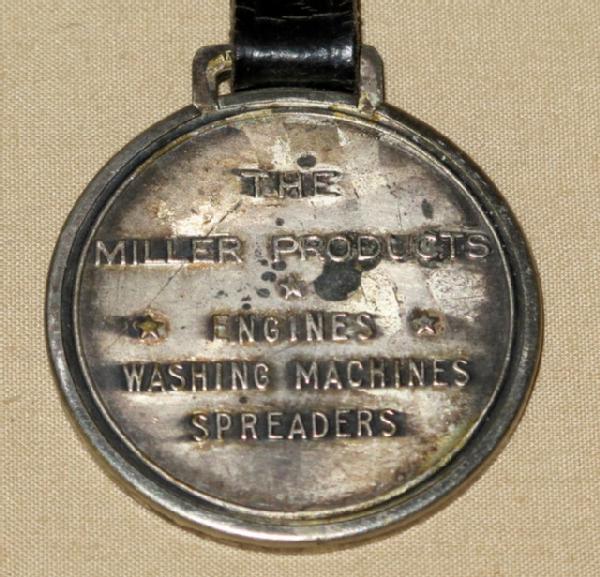 THE
MILLER PRODUCTS
ENGINES
WASHING MACHINES
SPREADERS